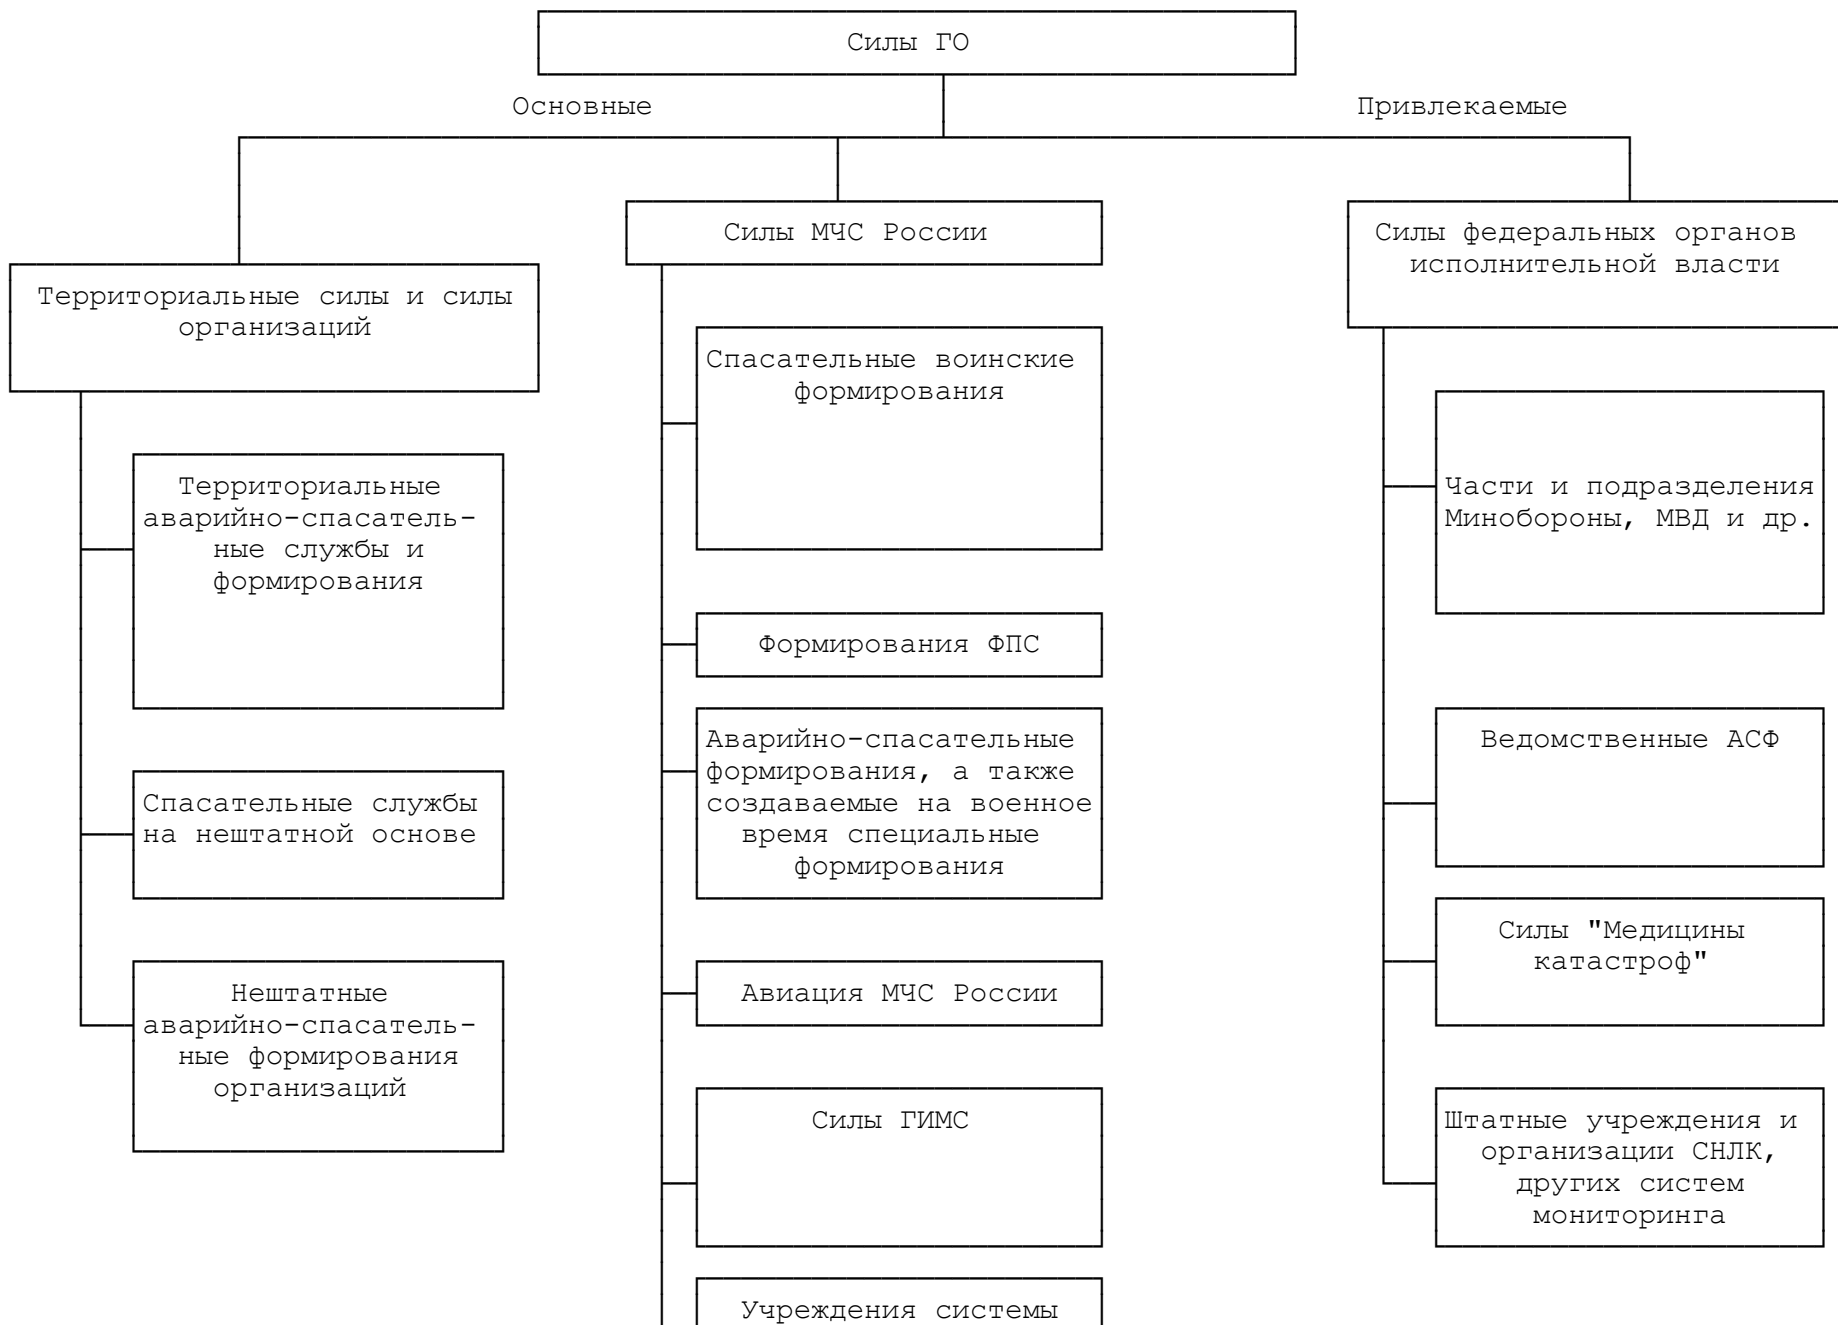 Силы ГО
Основные
Привлекаемые
Территориальные силы и силы
организаций
Территориальные
аварийно-спасатель-
ные службы и
формирования
Спасательные службы
на нештатной основе
Нештатные
аварийно-спасатель-
ные формирования
организаций
Силы МЧС России
Спасательные воинские
формирования
Формирования ФПС
Аварийно-спасательные
формирования, а также
создаваемые на военное
время специальные
формирования
Авиация МЧС России
Силы ГИМС
Учреждения системы
Силы федеральных органов
исполнительной власти
Части и подразделения
Минобороны, МВД и др.
Ведомственные АСФ
Силы "Медицины
катастроф"
Штатные учреждения и
организации СНЛК,
других систем
мониторинга